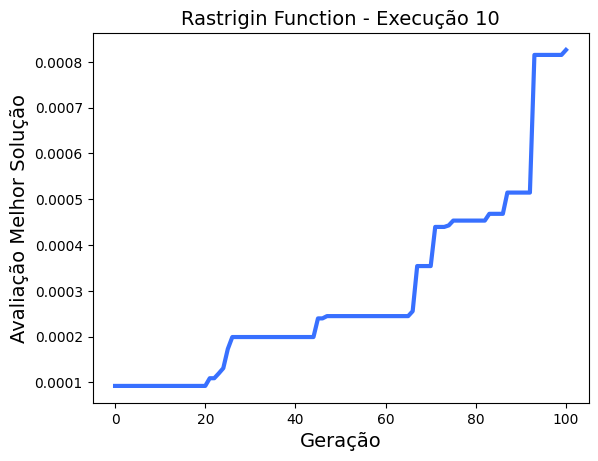 Rastrigin Function - Execução 10
Avaliação Melhor Solução
0.0008
0.0007
0.0006
0.0005
0.0004
0.0003
0.0002
0.0001
0 20 40 60 80 100
Geração